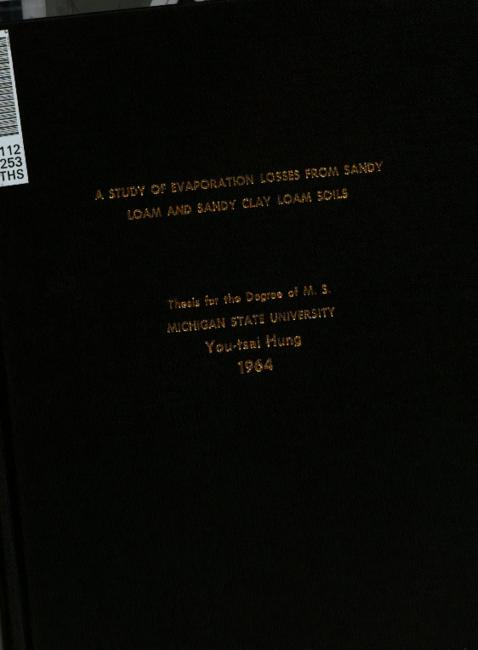 112
253
THS
A STUDY OF EVAPORATION LOSSES FROM SANDY
LOAM AND SANDY CLAY LOAM SOILS
Thesis for the Degree of M. S.
MICHIGAN STATE UNIVERSITY
You-tsai Hung
1964